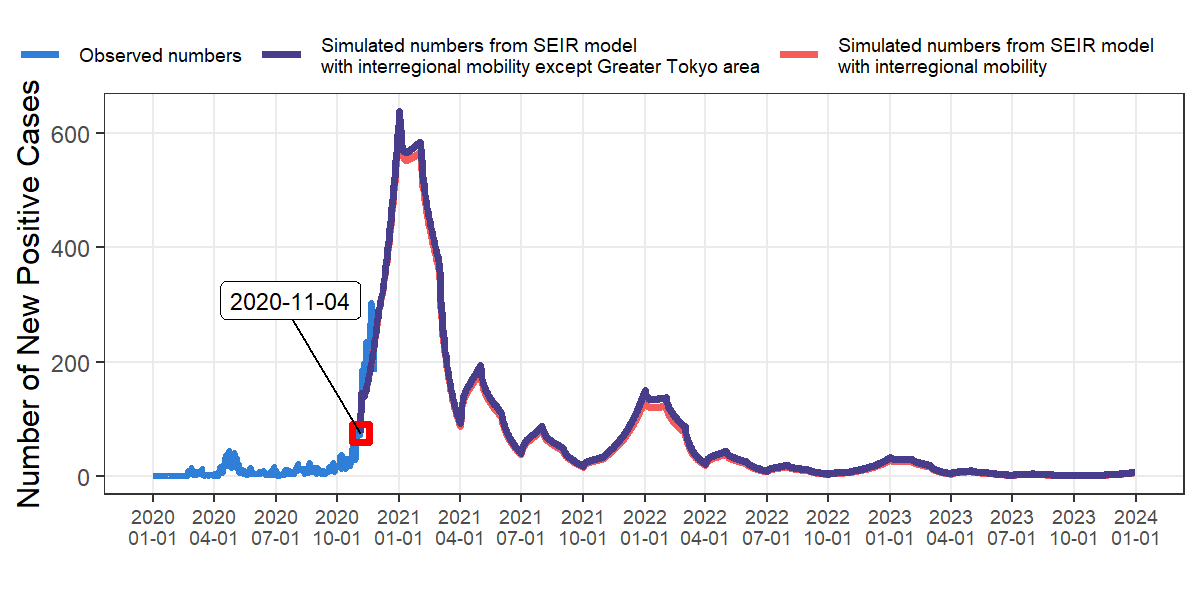 Observed numbers
Simulated numbers from SEIR model
with interregional mobility except Greater Tokyo area
Simulated numbers from SEIR model
with interregional mobility
Number of New Positive Cases
600
400
200
0
2020-11-04
2020 2020 2020 2020 2021 2021 2021 2021 2022 2022 2022 2022 2023 2023 2023 2023 2024
01-01 04-01 07-01 10-01 01-01 04-01 07-01 10-01 01-01 04-01 07-01 10-01 01-01 04-01 07-01 10-01 01-01